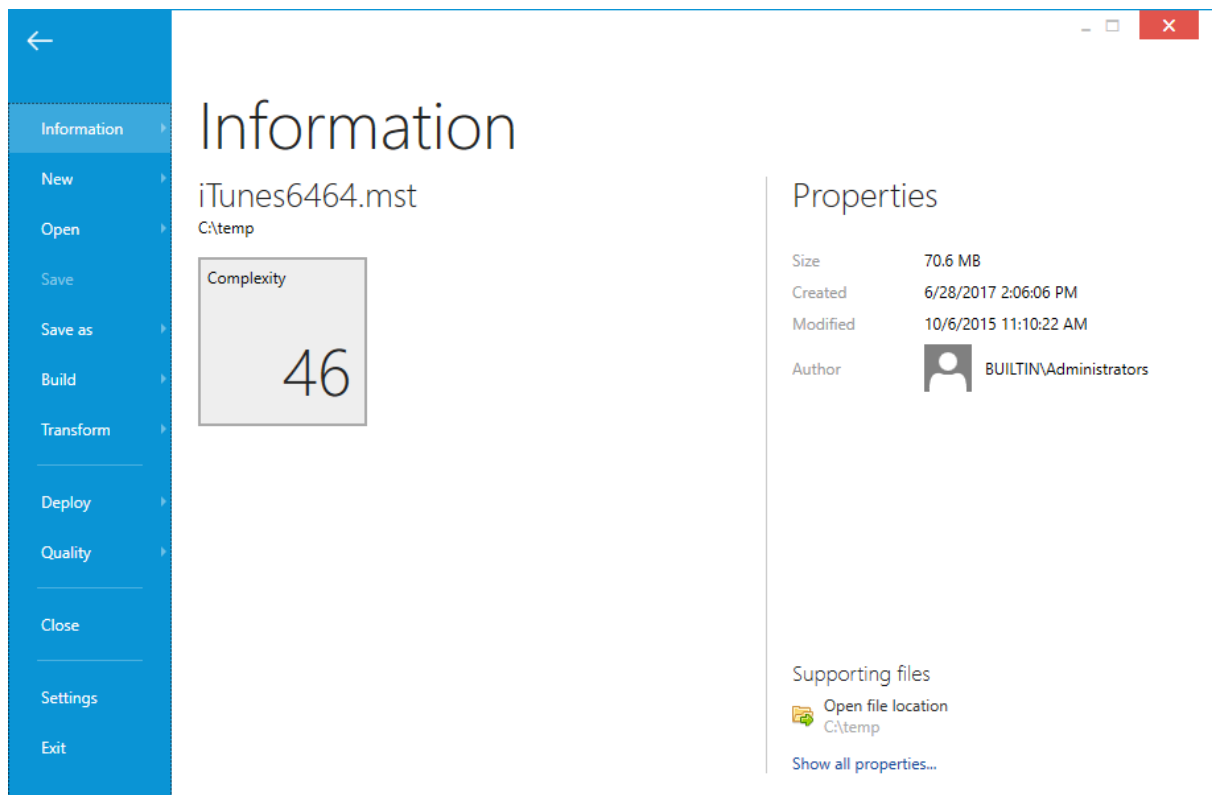 Information
New
Open
Save
Save as
Build
Transform
Deploy
Quality
Close
Settings
Exit
Information
iTunes6464.mst
C:\temp
Complexity
46
Properties
Size 70.6 MB
Created 6/28/2017 2:06:06 PM
Modified 10/6/2015 11:10:22 AM
Author BUILTIN\Administrators
Supporting files
Open file location
C:\temp
Show all properties...